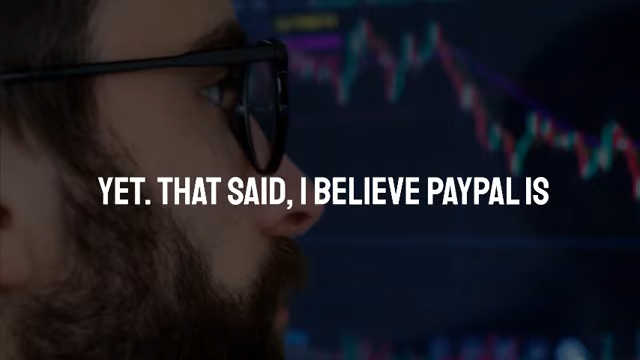 YET. THAT SAID, I BELIEVE PAYPAL IS